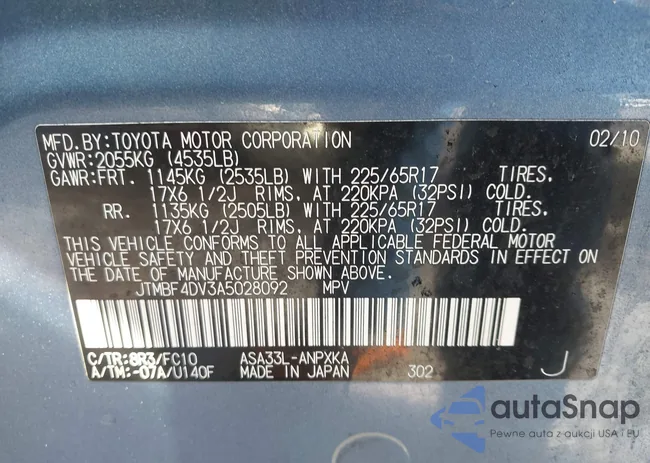 MFD.BY:TOYOTA MOTOR CORPORATION 02/10
GVWR:2055KG (4535LB)
GAWR:FRT. 1145KG (2535LB) WITH 225/65R17 TIRES,
17X6 1/2J RIMS, AT 220KPA (32PSI) COLD.
RR. 1135KG (2505LB) WITH 225/65R17 TIRES,
17X6 1/2J RIMS, AT 220KPA (32PSI) COLD.
THIS VEHICLE CONFORMS TO ALL APPLICABLE FEDERAL MOTOR
VEHICLE SAFETY AND THEFT PREVENTION STANDARDS IN EFFECT ON
THE DATE OF MANUFACTURE SHOWN ABOVE.
JTMBF4DV3A5028092 MPV
C/TR:8R3/FC10 ASA33L-ANPXKA
A/TM:-07A/U140F MADE IN JAPAN 302 J
autaSnap
Pewne auta z aukcji USA i EU